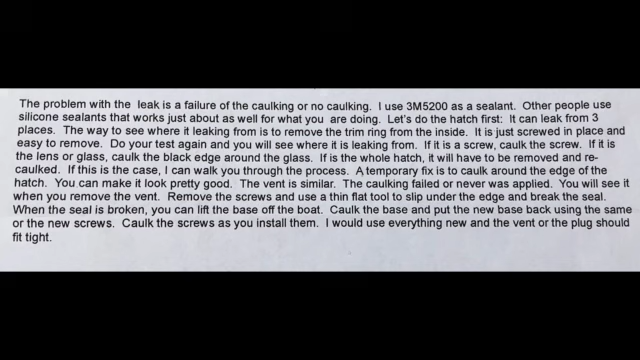 The problem with the  leak is a failure of the caulking or no caulking.  I use 3M5200 as a sealant.  Other people use
silicone sealants that works just about as well for what you  are doing.  Let's do the hatch first:  It can leak from 3
places.  The way to see where it leaking from is to remove the trim ring from the inside.  It is just screwed in place and
easy to remove.  Do your test again and you will see where it is leaking from.  If it is a screw, caulk the screw.  If it is
the lens or glass, caulk the black edge around the glass.  If is the whole hatch, it will have to be removed and re-
caulked.  If this is the case, I can walk you through the process.  A temporary fix is to caulk around the edge of the
hatch.  You can make it look pretty good.  The vent is similar.  The caulking failed or never was applied.  You will see it
when you remove the vent.  Remove the screws and use a thin flat tool to slip under the edge and break the seal.
When the seal is broken, you can lift the base off the boat.  Caulk the base and put the new base back using the same
or the new screws.  Caulk the screws as you install them.  I would use everything new and the vent or the plug should
fit tight.